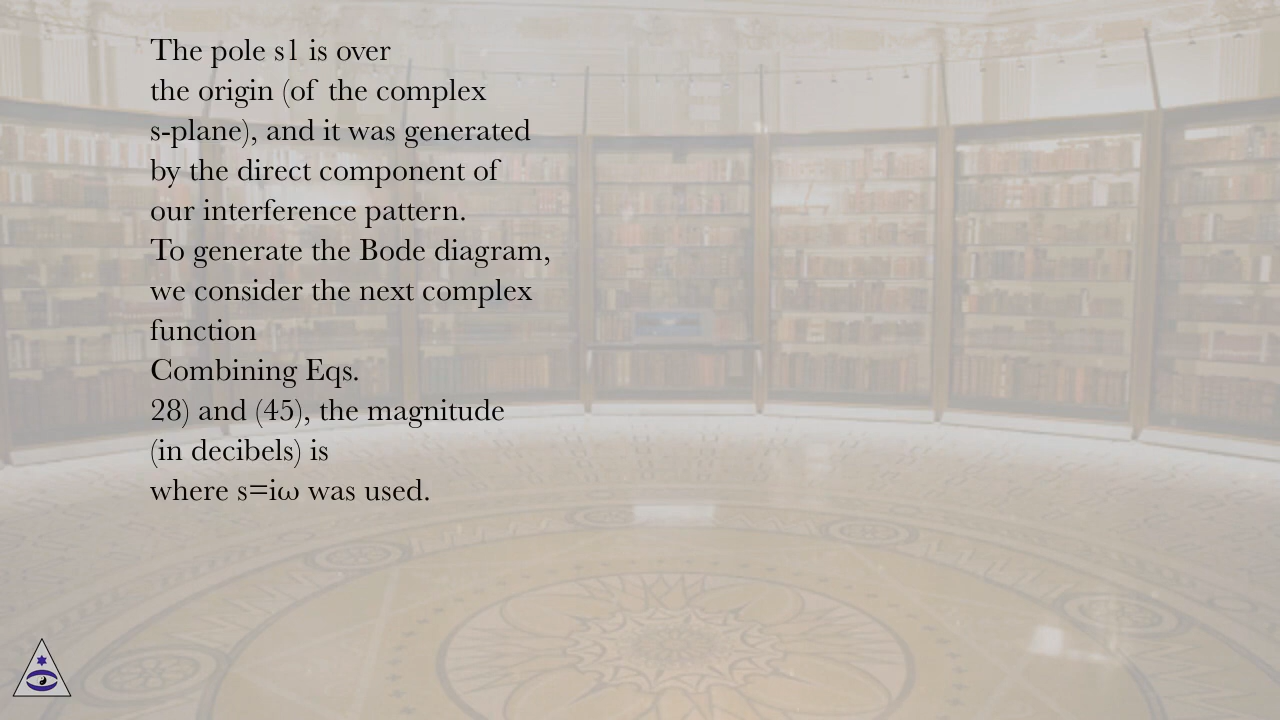 The pole s1 is over
the origin (of the complex
s-plane), and it was generated
by the direct component of
our interference pattern.
To generate the Bode diagram,
we consider the next complex
function
Combining Eqs.
28) and (45), the magnitude
(in decibels) is
where s=iω was used.